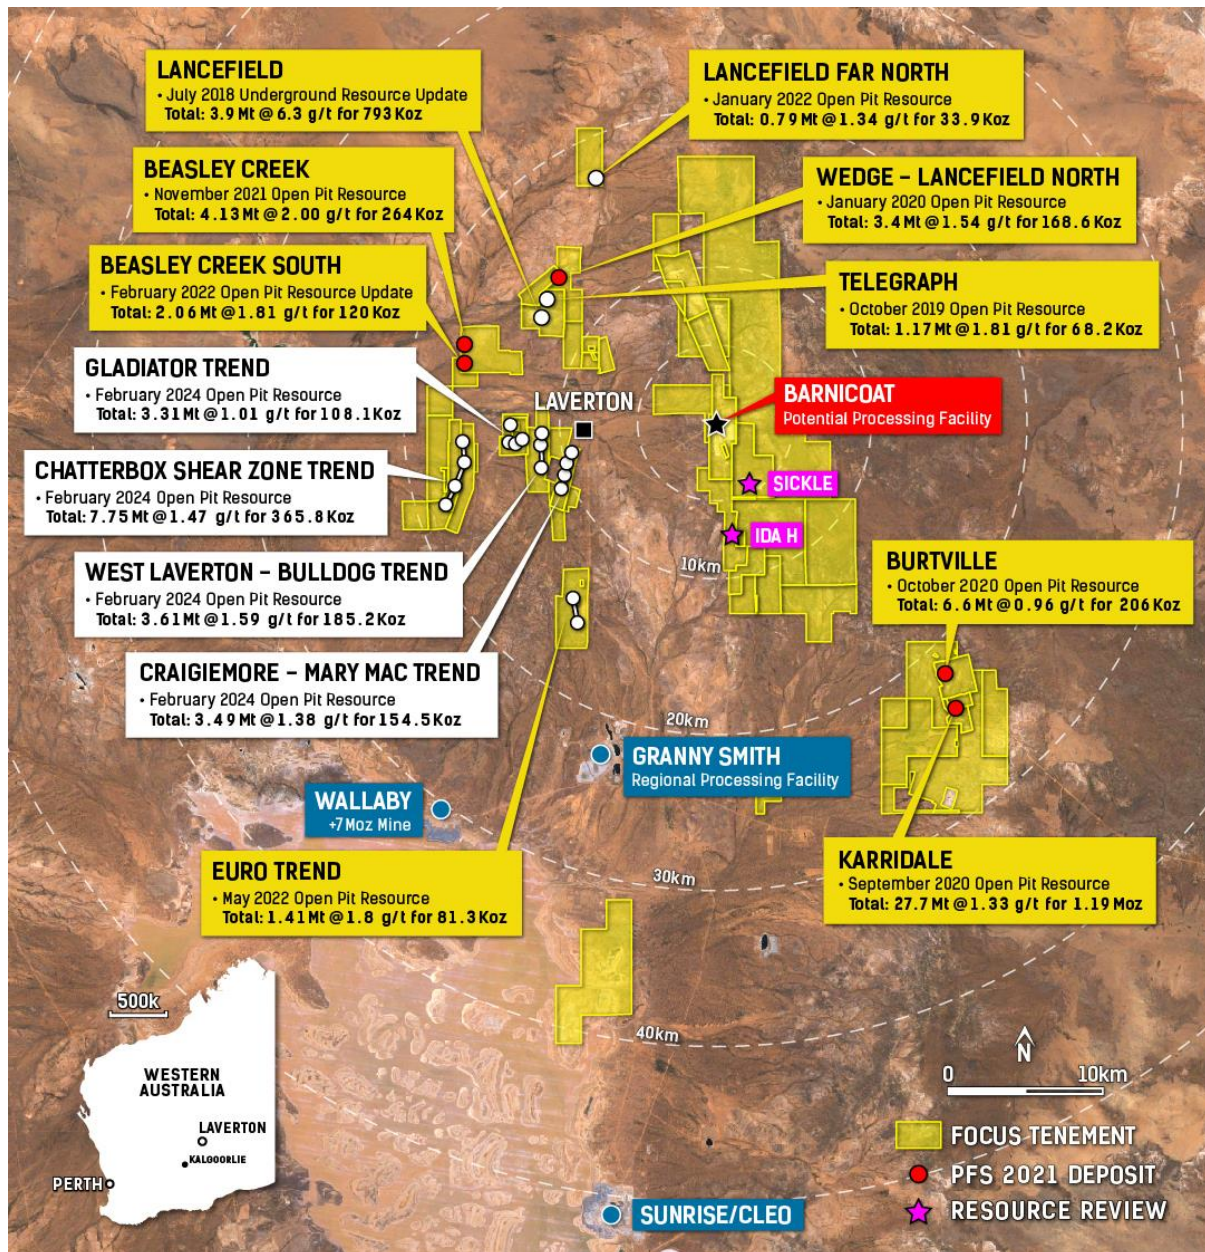 LANCEFIELD
• July 2018 Underground Resource Update
Total: 3.9 Mt @ 6.3 g/t for 793 Koz
LANCEFIELD FAR NORTH
• January 2022 Open Pit Resource
Total: 0.79 Mt @ 1.34 g/t for 33.9 Koz
BEASLEY CREEK
• November 2021 Open Pit Resource
Total: 4.13 Mt @ 2.00 g/t for 264 Koz
WEDGE – LANCEFIELD NORTH
• January 2020 Open Pit Resource
Total: 3.4 Mt @ 1.54 g/t for 168.6 Koz
BEASLEY CREEK SOUTH
• February 2022 Open Pit Resource Update
Total: 2.06 Mt @ 1.81 g/t for 120 Koz
TELEGRAPH
• October 2019 Open Pit Resource
Total: 1.17 Mt @ 1.81 g/t for 68.2 Koz
GLADIATOR TREND
• February 2024 Open Pit Resource
Total: 3.31 Mt @ 1.01 g/t for 108.1 Koz
LAVERTON
BARNICOAT
Potential Processing Facility
CHATTERBOX SHEAR ZONE TREND
• February 2024 Open Pit Resource
Total: 7.75 Mt @ 1.47 g/t for 365.8 Koz
SICKLE
IDA H
WEST LAVERTON – BULLDOG TREND
• February 2024 Open Pit Resource
Total: 3.61 Mt @ 1.59 g/t for 185.2 Koz
10km
BURTVILLE
• October 2020 Open Pit Resource
Total: 6.6 Mt @ 0.96 g/t for 206 Koz
CRAIGIEMORE – MARY MAC TREND
• February 2024 Open Pit Resource
Total: 3.49 Mt @ 1.38 g/t for 154.5 Koz
20km
GRANNY SMITH
Regional Processing Facility
WALLABY
+7 Moz Mine
EURO TREND
• May 2022 Open Pit Resource
Total: 1.41 Mt @ 1.8 g/t for 81.3 Koz
30km
KARRIDALE
• September 2020 Open Pit Resource
Total: 27.7 Mt @ 1.33 g/t for 1.19 Moz
40km
500k
WESTERN
AUSTRALIA
LAVERTON
KALGOORLIE
PERTH
SUNRISE/CLEO
N
0 10km
FOCUS TENEMENT
PFS 2021 DEPOSIT
RESOURCE REVIEW